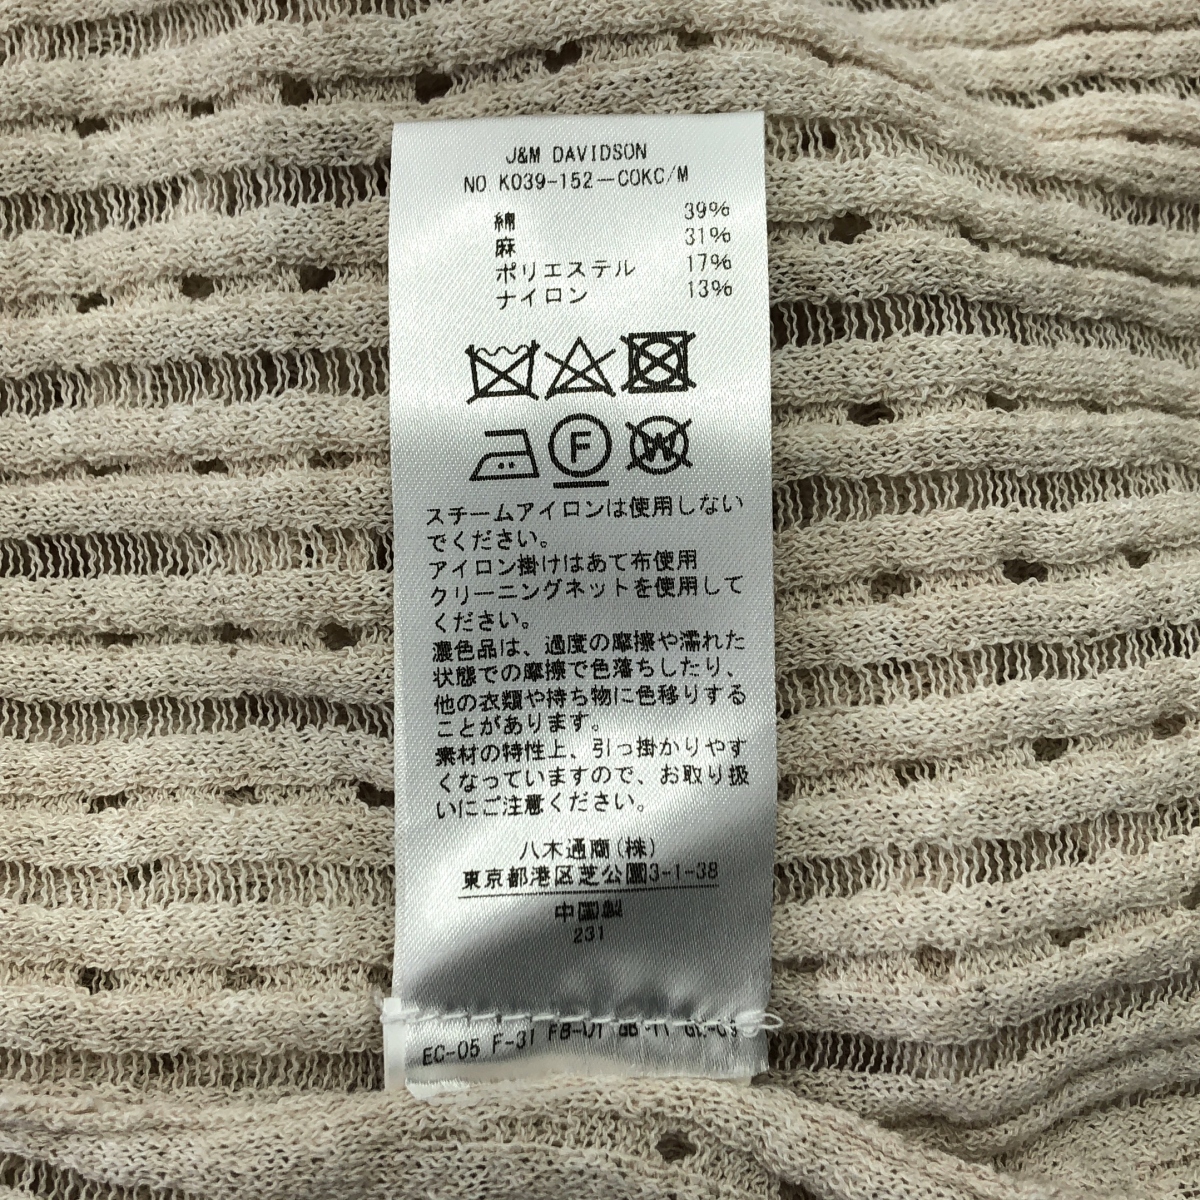 J&M DAVIDSON
NO K039-152-COKC/M
綿 39%
麻 31%
ポリエステル 17%
ナイロン 13%
F
W
スチームアイロンは使用しない
でください。
アイロン掛けはあて布使用
クリーニングネットを使用して
ください。
濃色品は、過度の摩擦や濡れた
状態での摩擦で色落ちしたり、
他の衣類や持ち物に色移りする
ことがあります。
素材の特性上、引っ掛かりやす
くなっていますので、お取り扱
いにご注意ください。
八木通商(株)
東京都港区芝公園3-1-38
中国製
231
EC-05 F-31 FB-01